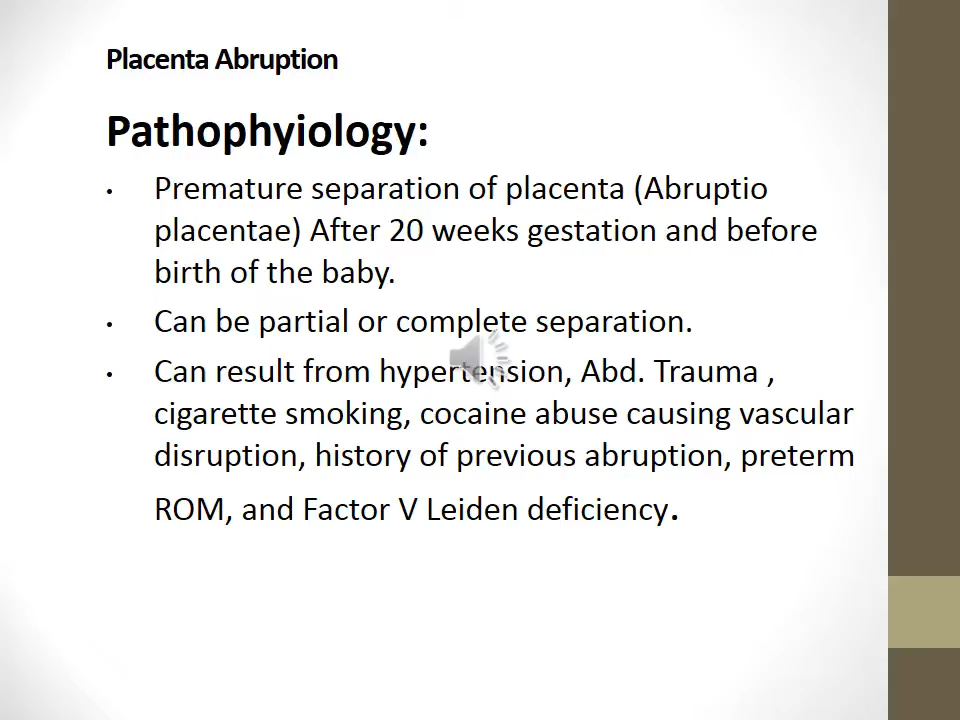 Placenta Abruption
Pathophyiology:
• Premature separation of placenta (Abruptio
placentae) After 20 weeks gestation and before
birth of the baby.
• Can be partial or complete separation.
• Can result from hypertension, Abd. Trauma ,
cigarette smoking, cocaine abuse causing vascular
disruption, history of previous abruption, preterm
ROM, and Factor V Leiden deficiency.